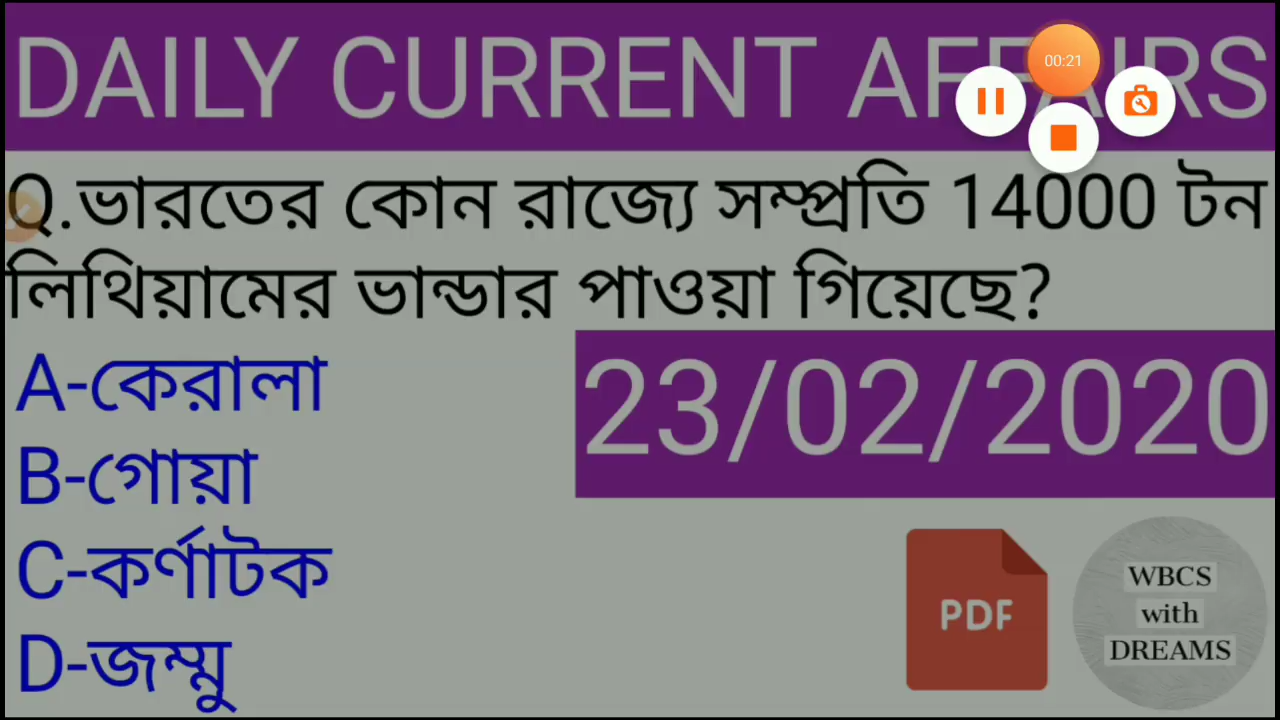 DAILY CURRENT AFFAIRS
00:21
Q.ভারতের কোন রাজ্যে সম্প্রতি 14000 টন
লিথিয়ামের ভান্ডার পাওয়া গিয়েছে?
A-কেরালা
23/02/2020
B-গোয়া
C-কর্ণাটক
D-জম্মু
PDF
WBCS
with
DREAMS